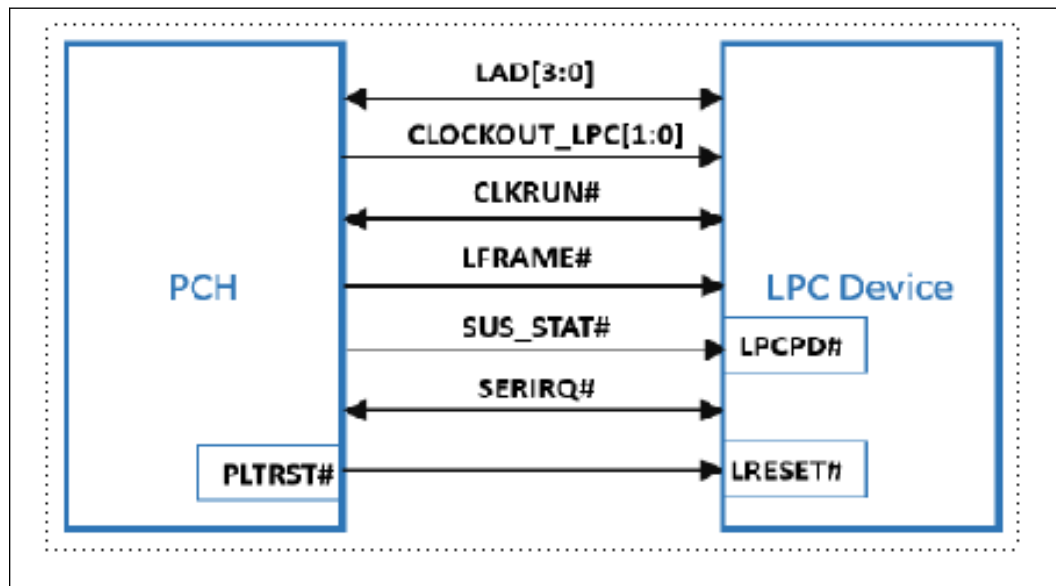 LAD[3:0]
CLOCKOUT_LPC[1:0]
CLKRUN#
LFRAME#
PCH
LPC Device
SUS_STAT#
LPCPD#
SERIRQ#
PLTRST#
LRESET#